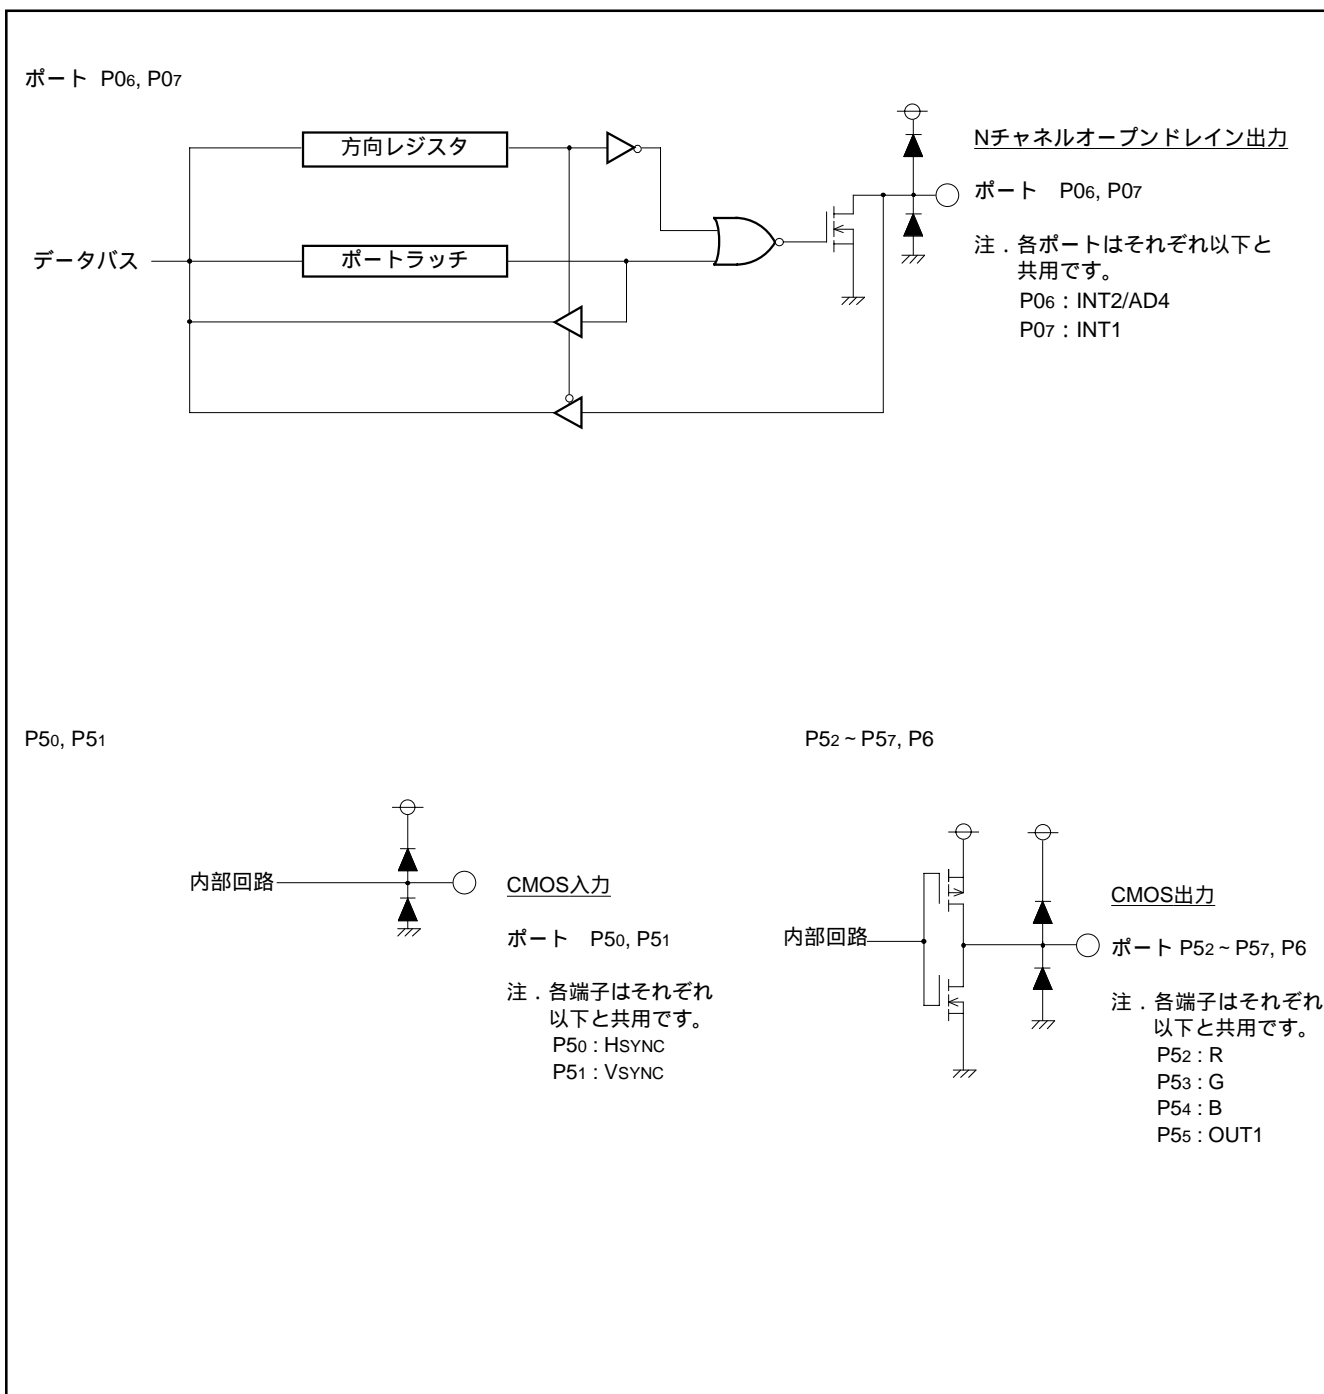 ポート P06, P07
方向レジスタ
Nチャネルオープンドレイン出力
ポート P06, P07
データバス
ポートラッチ
注．各ポートはそれぞれ以下と
共用です。
P06 : INT2/AD4
P07 : INT1
P50, P51
内部回路
CMOS入力
ポート P50, P51
注．各端子はそれぞれ
以下と共用です。
P50 : HSYNC
P51 : VSYNC
P52 ~ P57, P6
内部回路
CMOS出力
ポート P52 ~ P57, P6
注．各端子はそれぞれ
以下と共用です。
P52 : R
P53 : G
P54 : B
P55 : OUT1